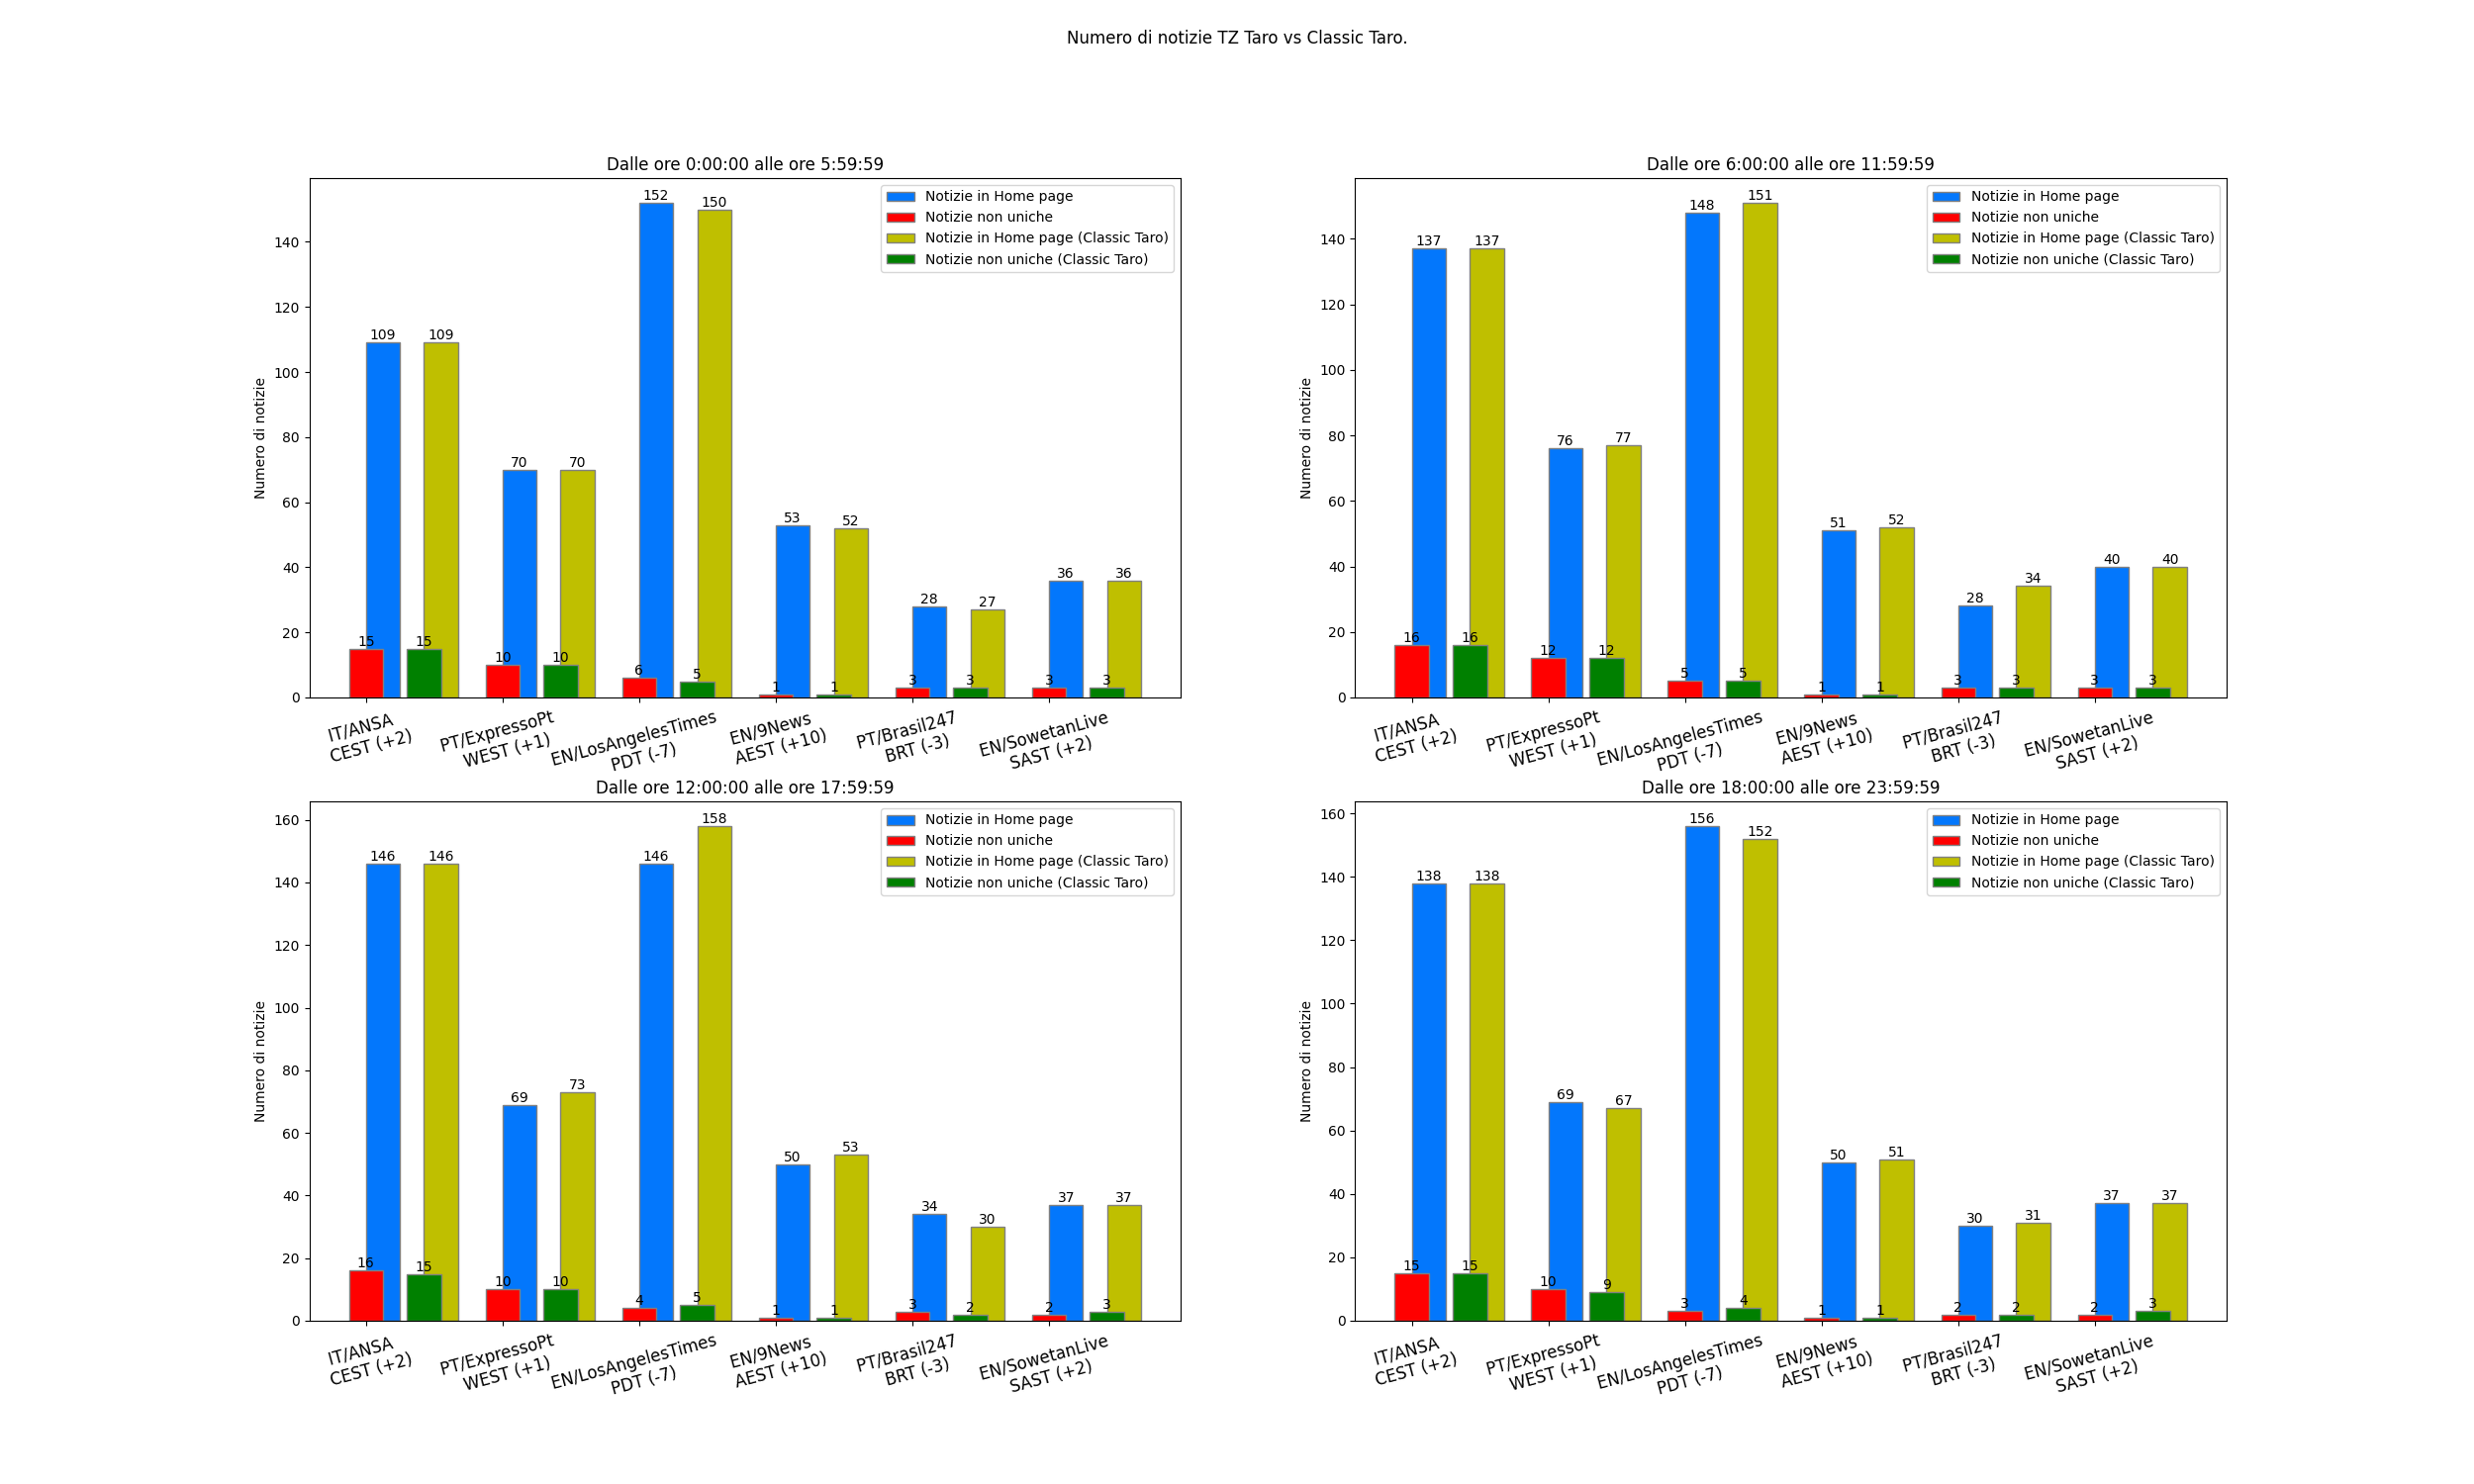 Numero di notizie TZ Taro vs Classic Taro.
Dalle ore 0:00:00 alle ore 5:59:59
Notizie in Home page
Notizie non uniche
Notizie in Home page (Classic Taro)
Notizie non uniche (Classic Taro)
Numero di notizie
140
120
100
80
60
40
20
0
109 109
70 70
152 150
53 52
28 27
36 36
15 15
10 10
6 5
1 1
3 3
3 3
IT/ANSA
CEST (+2)
PT/ExpressoPt
WEST (+1)
EN/LosAngelesTimes
PDT (-7)
EN/9News
AEST (+10)
PT/Brasil247
BRT (-3)
EN/SowetanLive
SAST (+2)
Dalle ore 6:00:00 alle ore 11:59:59
Notizie in Home page
Notizie non uniche
Notizie in Home page (Classic Taro)
Notizie non uniche (Classic Taro)
Numero di notizie
140
120
100
80
60
40
20
0
137 137
76 77
148 151
51 52
28 34
40 40
16 16
12 12
5 5
1 1
3 3
3 3
IT/ANSA
CEST (+2)
PT/ExpressoPt
WEST (+1)
EN/LosAngelesTimes
PDT (-7)
EN/9News
AEST (+10)
PT/Brasil247
BRT (-3)
EN/SowetanLive
SAST (+2)
Dalle ore 12:00:00 alle ore 17:59:59
Notizie in Home page
Notizie non uniche
Notizie in Home page (Classic Taro)
Notizie non uniche (Classic Taro)
Numero di notizie
160
140
120
100
80
60
40
20
0
146 146
69 73
146 158
50 53
34 30
37 37
16 15
10 10
4 5
1 1
3 2
2 3
IT/ANSA
CEST (+2)
PT/ExpressoPt
WEST (+1)
EN/LosAngelesTimes
PDT (-7)
EN/9News
AEST (+10)
PT/Brasil247
BRT (-3)
EN/SowetanLive
SAST (+2)
Dalle ore 18:00:00 alle ore 23:59:59
Notizie in Home page
Notizie non uniche
Notizie in Home page (Classic Taro)
Notizie non uniche (Classic Taro)
Numero di notizie
160
140
120
100
80
60
40
20
0
138 138
69 67
156 152
50 51
30 31
37 37
15 15
10 9
3 4
1 1
2 2
2 3
IT/ANSA
CEST (+2)
PT/ExpressoPt
WEST (+1)
EN/LosAngelesTimes
PDT (-7)
EN/9News
AEST (+10)
PT/Brasil247
BRT (-3)
EN/SowetanLive
SAST (+2)